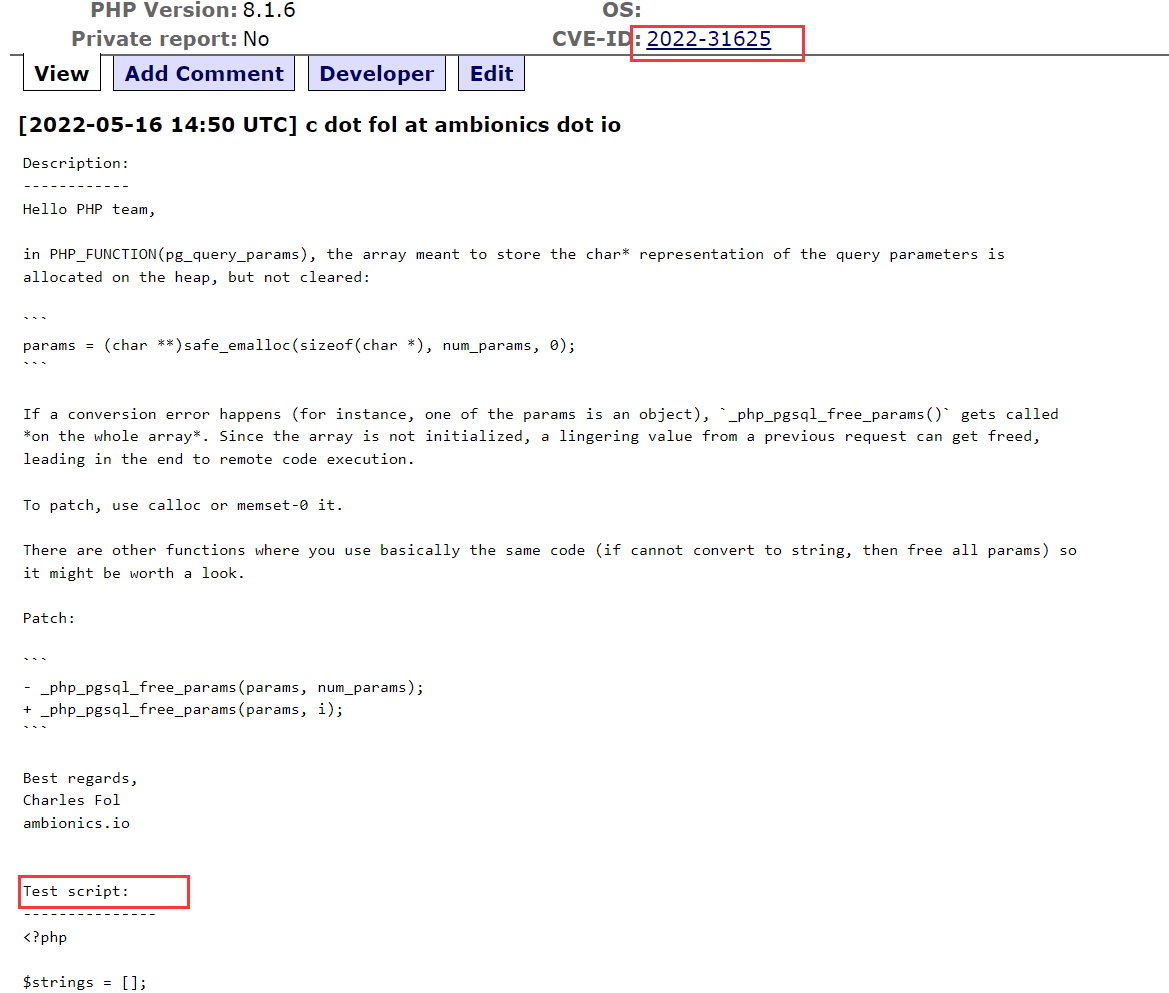 PHP Version: 8.1.6 OS:
Private report: No CVE-ID: 2022-31625
View Add Comment Developer Edit
[2022-05-16 14:50 UTC] c dot fol at ambionics dot io
Description:
------------
Hello PHP team,
in PHP_FUNCTION(pg_query_params), the array meant to store the char* representation of the query parameters is
allocated on the heap, but not cleared:
```
params = (char **)safe_emalloc(sizeof(char *), num_params, 0);
```
If a conversion error happens (for instance, one of the params is an object), `_php_pgsql_free_params()` gets called
*on the whole array*. Since the array is not initialized, a lingering value from a previous request can get freed,
leading in the end to remote code execution.
To patch, use calloc or memset-0 it.
There are other functions where you use basically the same code (if cannot convert to string, then free all params) so
it might be worth a look.
Patch:
```
- _php_pgsql_free_params(params, num_params);
+ _php_pgsql_free_params(params, i);
```
Best regards,
Charles Fol
ambionics.io
Test script:
---------------
<?php
$strings = [];